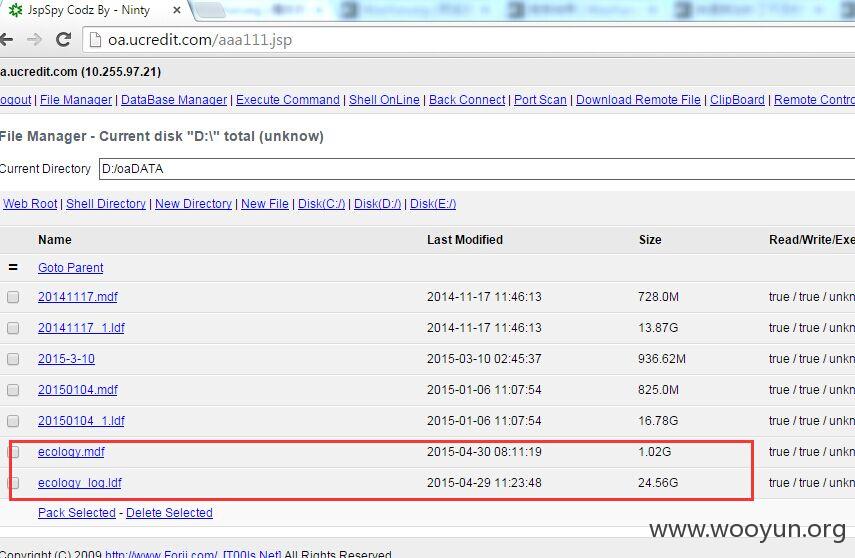 JspSpy Codz By - Ninty
oa.ucredit.com/aaa111.jsp
oa.ucredit.com (10.255.97.21)
ogout | File Manager | DataBase Manager | Execute Command | Shell OnLine | Back Connect | Port Scan | Download Remote File | ClipBoard | Remote Contro
File Manager - Current disk "D:\" total (unknow)
Current Directory D:/oaDATA
Web Root | Shell Directory | New Directory | New File | Disk(C:/) | Disk(D:/) | Disk(E:/)
Name Last Modified Size Read/Write/Exe
= Goto Parent
20141117.mdf 2014-11-17 11:46:13 728.0M true / true / unkn
20141117_1.ldf 2014-11-17 11:46:13 13.87G true / true / unkn
2015-3-10 2015-03-10 02:45:37 936.62M true / true / unkn
20150104.mdf 2015-01-06 11:07:54 825.0M true / true / unkn
20150104_1.ldf 2015-01-06 11:07:54 16.78G true / true / unkn
ecology.mdf 2015-04-30 08:11:19 1.02G true / true / unkn
ecology_log.ldf 2015-04-29 11:23:48 24.56G true / true / unkn
Pack Selected - Delete Selected
www.wooyun.org
Copyright (C) 2009 http://www.Forjj.com/ [T00ls.Net] All Rights Reserved